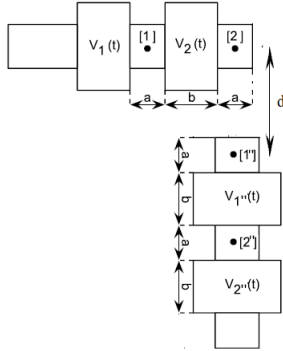 V1(t) [1] V2(t) [2]
a b a
d
a [1"]
b V1"(t)
a [2"]
b V2"(t)